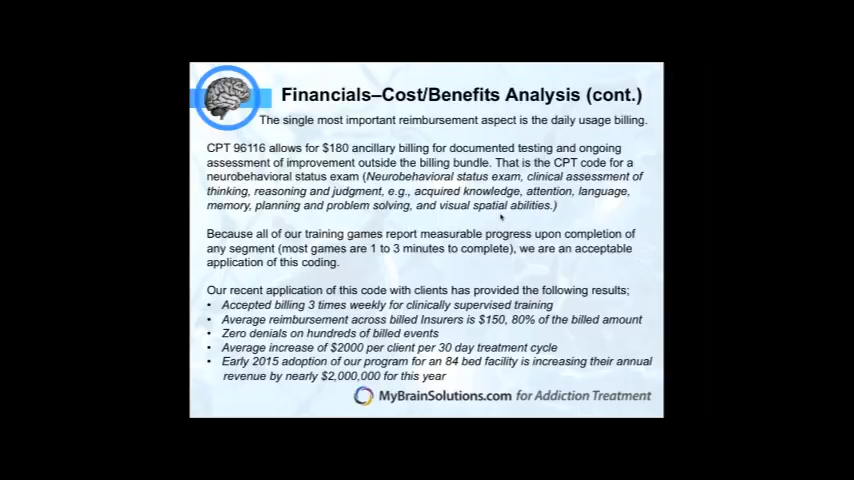 Financials–Cost/Benefits Analysis (cont.)
The single most important reimbursement aspect is the daily usage billing.
CPT 96116 allows for $180 ancillary billing for documented testing and ongoing
assessment of improvement outside the billing bundle. That is the CPT code for a
neurobehavioral status exam (Neurobehavioral status exam, clinical assessment of
thinking, reasoning and judgment, e.g., acquired knowledge, attention, language,
memory, planning and problem solving, and visual spatial abilities.)
Because all of our training games report measurable progress upon completion of
any segment (most games are 1 to 3 minutes to complete), we are an acceptable
application of this coding.
Our recent application of this code with clients has provided the following results;
• Accepted billing 3 times weekly for clinically supervised training
• Average reimbursement across billed Insurers is $150, 80% of the billed amount
• Zero denials on hundreds of billed events
• Average increase of $2000 per client per 30 day treatment cycle
• Early 2015 adoption of our program for an 84 bed facility is increasing their annual
revenue by nearly $2,000,000 for this year
MyBrainSolutions.com for Addiction Treatment